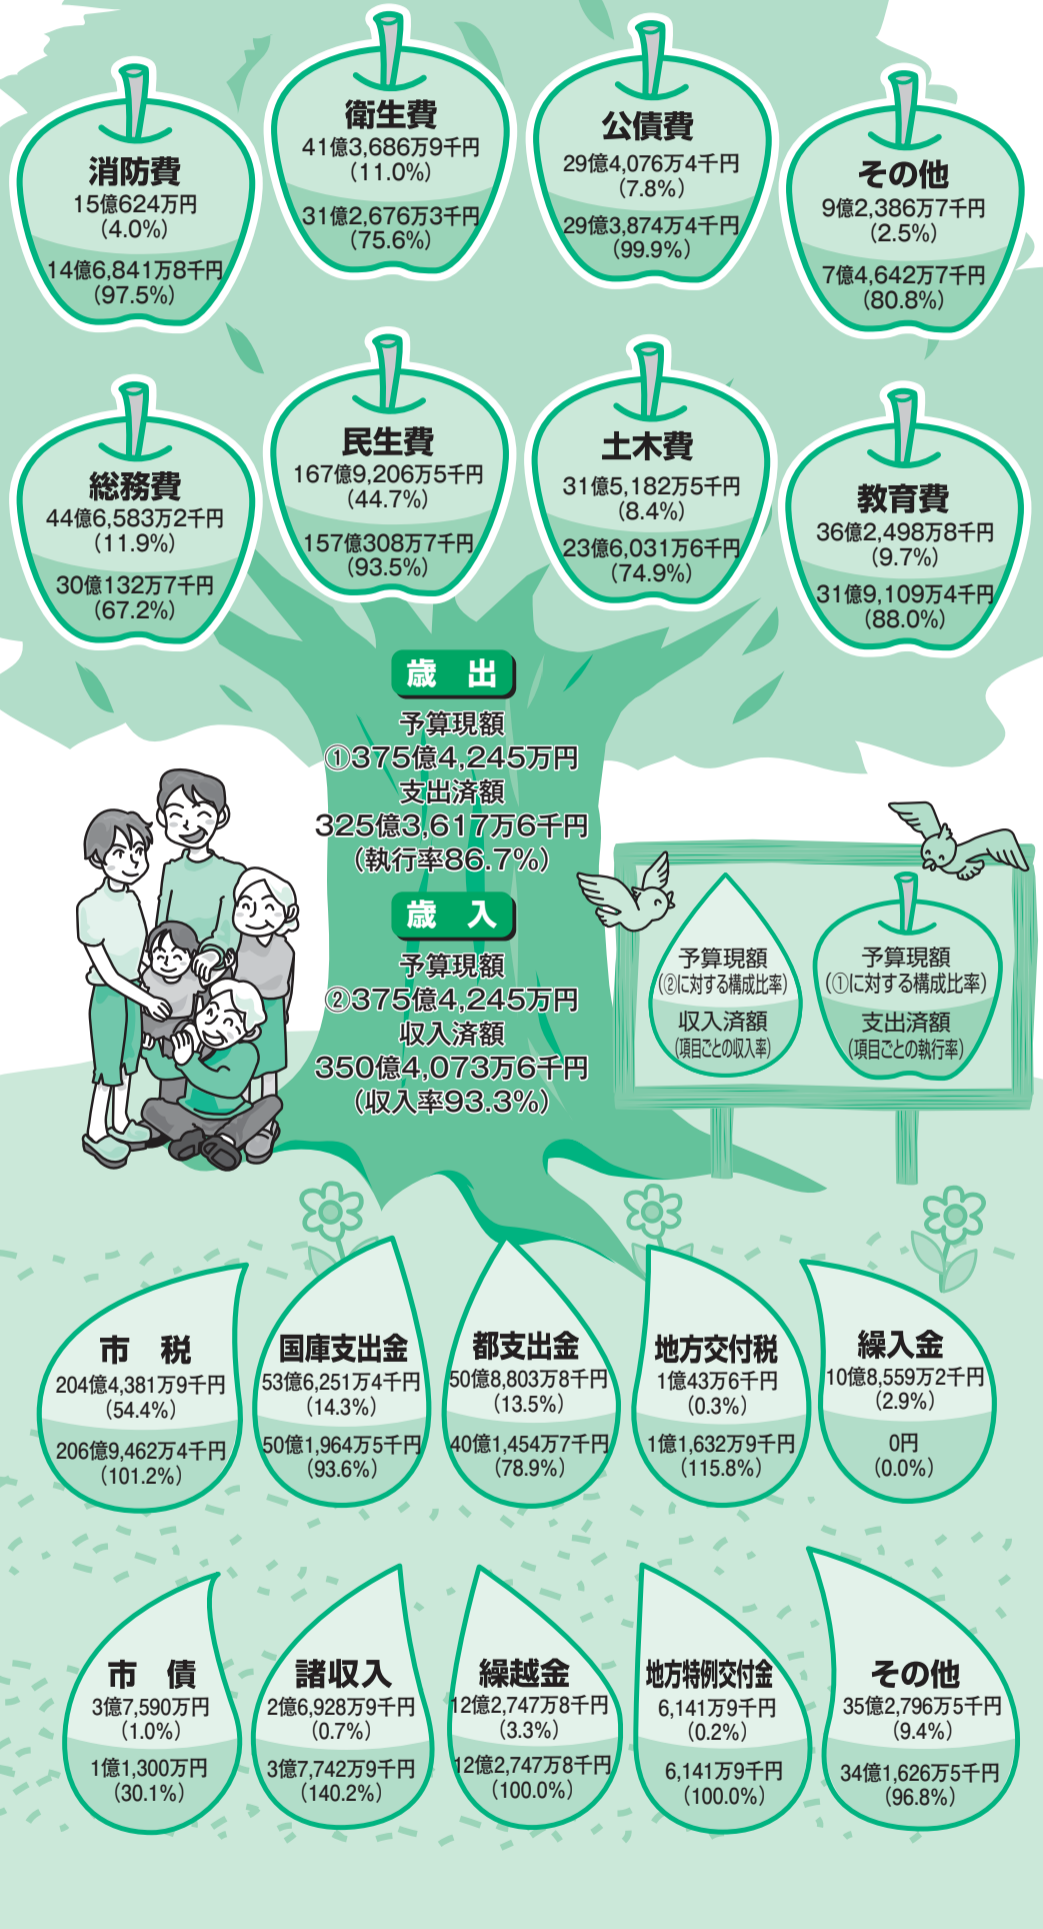 衛生費
41億3,686万9千円
(11.0%)
31億2,676万3千円
(75.6%)
公債費
29億4,076万4千円
(7.8%)
29億3,874万4千円
(99.9%)
消防費
15億624万円
(4.0%)
14億6,841万8千円
(97.5%)
その他
9億2,386万7千円
(2.5%)
7億4,642万7千円
(80.8%)
総務費
44億6,583万2千円
(11.9%)
30億132万7千円
(67.2%)
民生費
167億9,206万5千円
(44.7%)
157億308万7千円
(93.5%)
土木費
31億5,182万5千円
(8.4%)
23億6,031万6千円
(74.9%)
教育費
36億2,498万8千円
(9.7%)
31億9,109万4千円
(88.0%)
歳 出
予算現額
①375億4,245万円
支出済額
325億3,617万6千円
(執行率86.7%)
歳 入
予算現額
②375億4,245万円
収入済額
350億4,073万6千円
(収入率93.3%)
予算現額
(②に対する構成比率)
収入済額
(項目ごとの収入率)
予算現額
(①に対する構成比率)
支出済額
(項目ごとの執行率)
市 税
204億4,381万9千円
(54.4%)
206億9,462万4千円
(101.2%)
国庫支出金
53億6,251万4千円
(14.3%)
50億1,964万5千円
(93.6%)
都支出金
50億8,803万8千円
(13.5%)
40億1,454万7千円
(78.9%)
地方交付税
1億43万6千円
(0.3%)
1億1,632万9千円
(115.8%)
繰入金
10億8,559万2千円
(2.9%)
0円
(0.0%)
市 債
3億7,590万円
(1.0%)
1億1,300万円
(30.1%)
諸収入
2億6,928万9千円
(0.7%)
3億7,742万9千円
(140.2%)
繰越金
12億2,747万8千円
(3.3%)
12億2,747万8千円
(100.0%)
地方特例交付金
6,141万9千円
(0.2%)
6,141万9千円
(100.0%)
その他
35億2,796万5千円
(9.4%)
34億1,626万5千円
(96.8%)